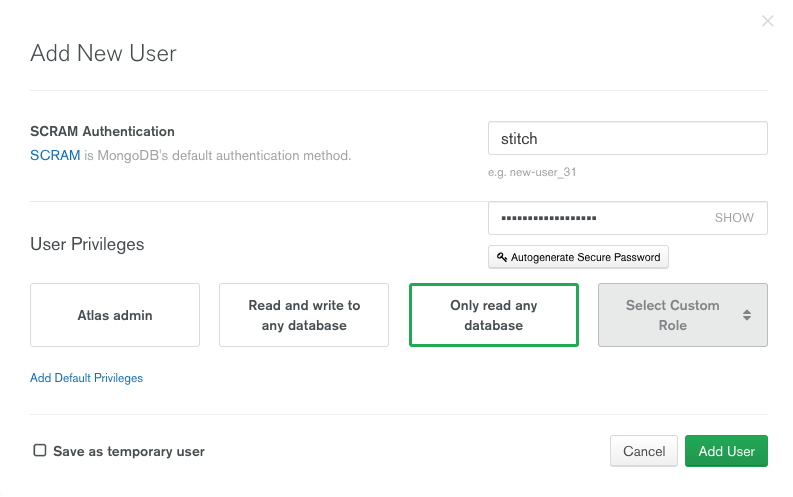 Add New User
SCRAM Authentication
SCRAM is MongoDB's default authentication method.
stitch
e.g. new-user_31
•••••••••••••••••• SHOW
Autogenerate Secure Password
User Privileges
Atlas admin
Read and write to
any database
Only read any
database
Select Custom
Role
Add Default Privileges
Save as temporary user
Cancel
Add User